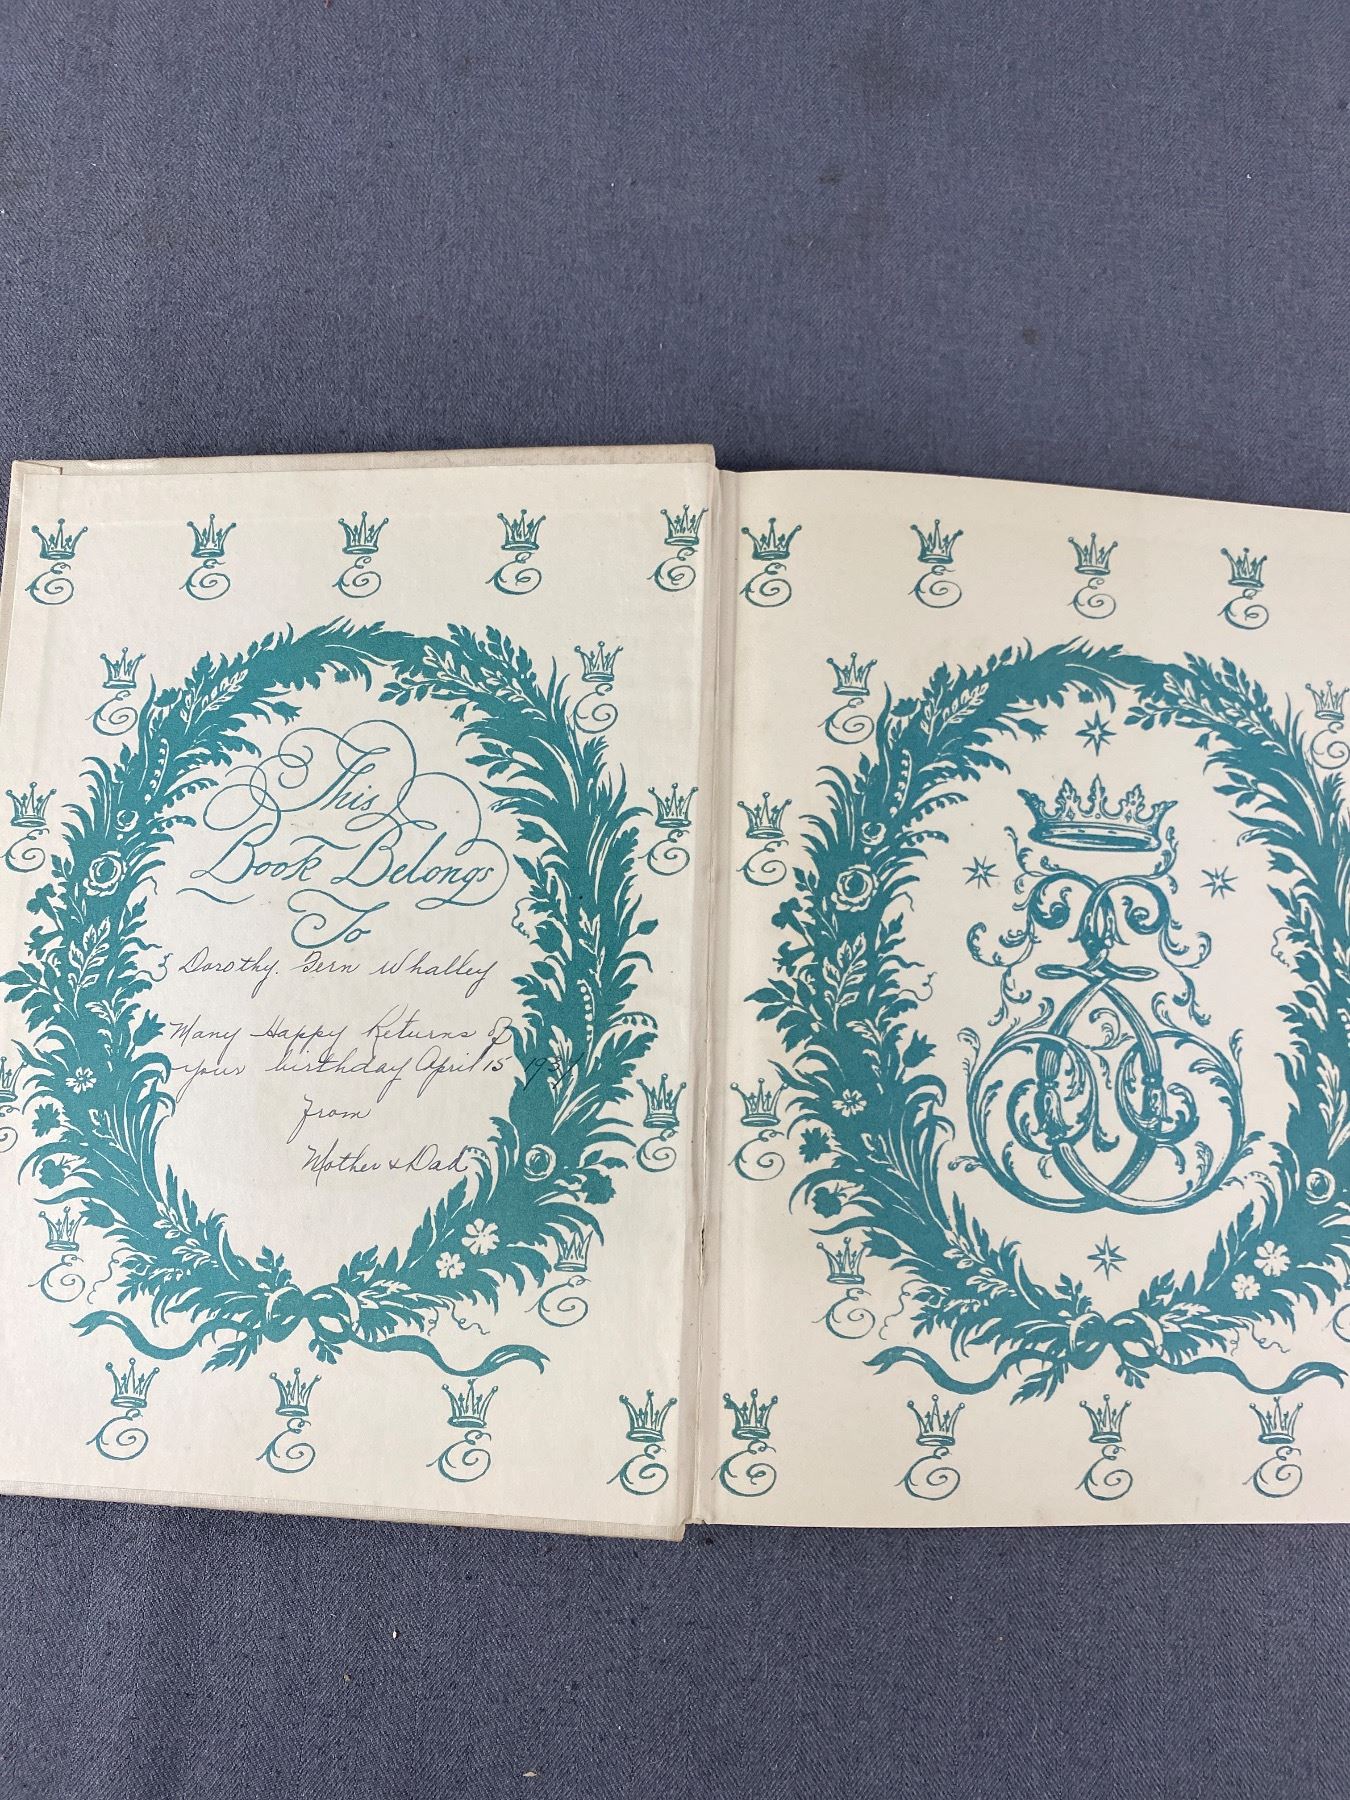 This
Book Belongs
To
Dorothy Fern Whalley
Many Happy Returns of
your birthday April 15
From
Mother & Dad
E E E E E E E E E
E E E E
E E E
E E E
E E E
E E E E E E E E